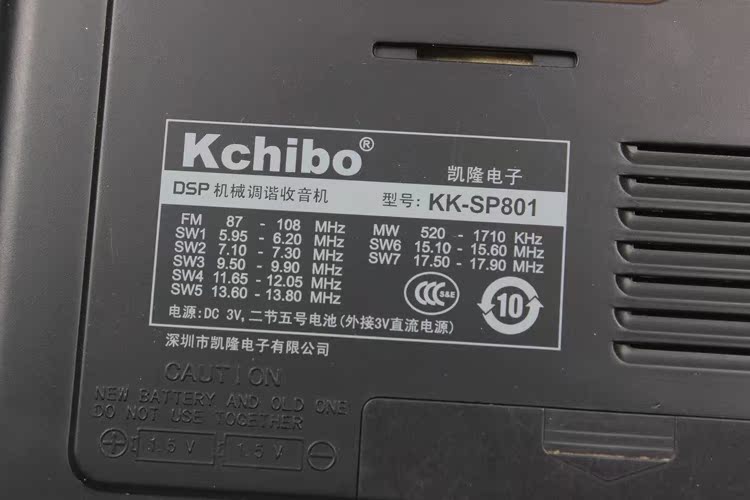 Kchibo®
凯隆电子
DSP 机械调谐收音机 型号: KK-SP801
FM 87 - 108 MHz
SW1 5.95 - 6.20 MHz
SW2 7.10 - 7.30 MHz
SW3 9.50 - 9.90 MHz
SW4 11.65 - 12.05 MHz
SW5 13.60 - 13.80 MHz
MW 520 - 1710 KHz
SW6 15.10 - 15.60 MHz
SW7 17.50 - 17.90 MHz
CCC S&E
10
电源:DC 3V,二节五号电池(外接3V直流电源)
深圳市凯隆电子有限公司
CAUTION
NEW BATTERY AND OLD ONE
DO NOT USE TOGETHER
+ 1.5 V 1.5 V -